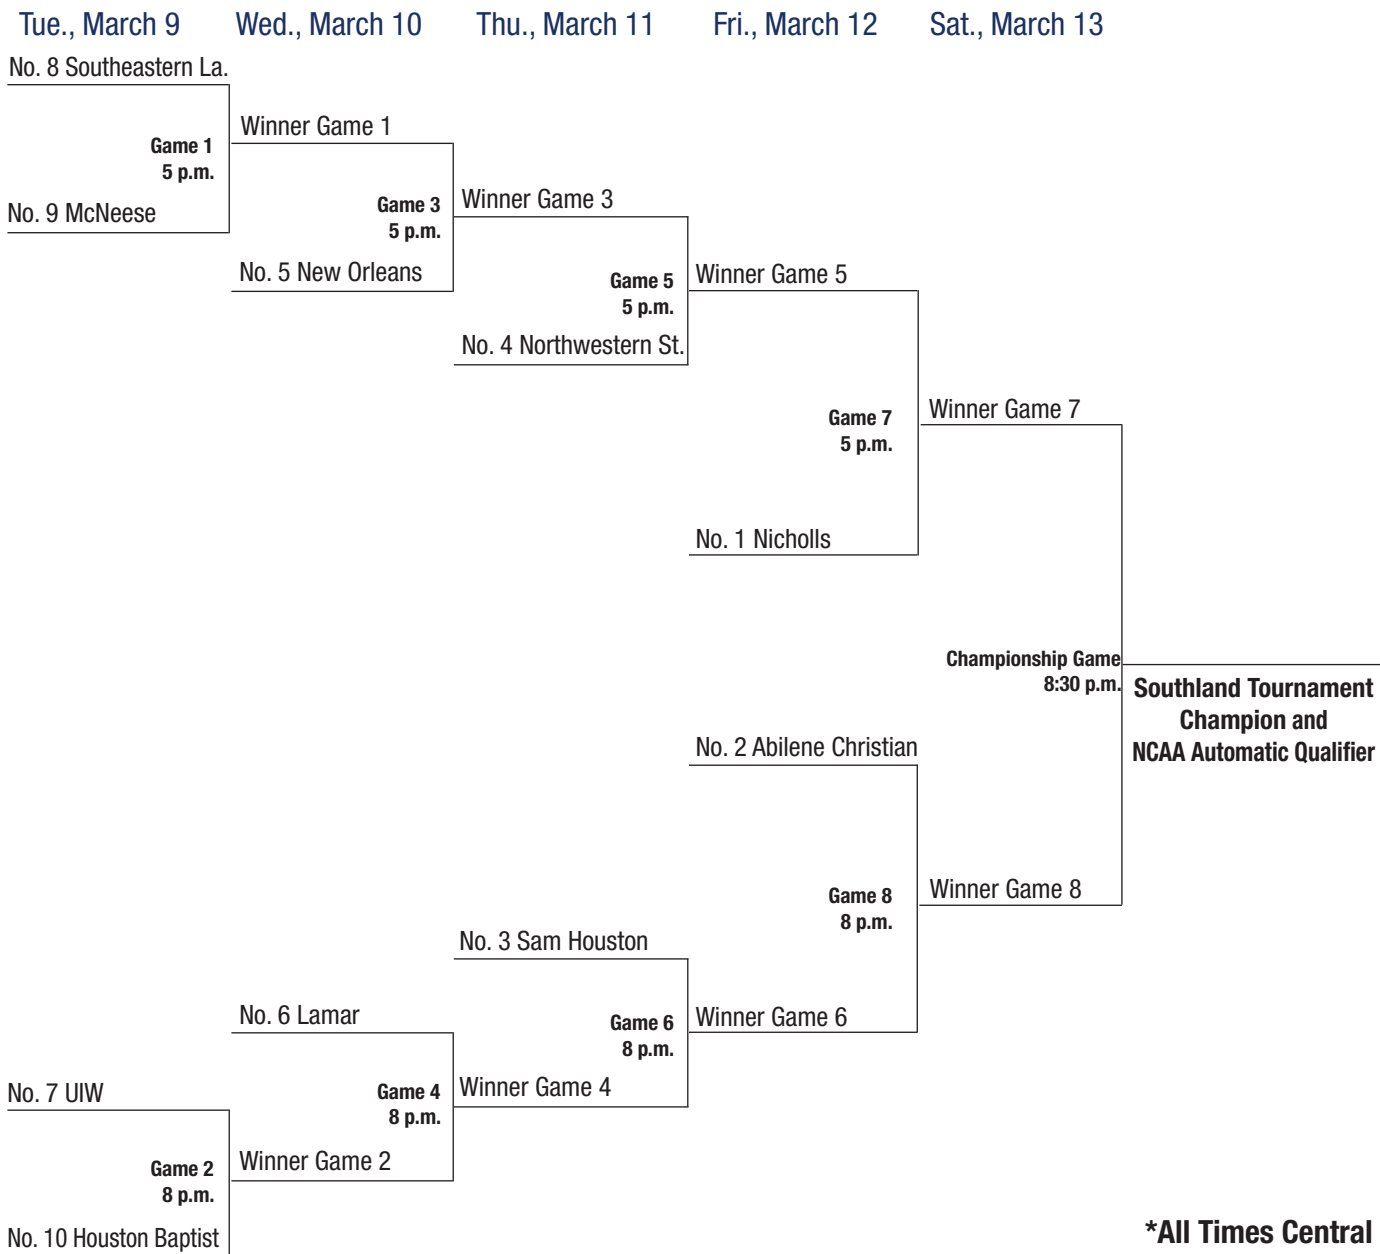 Tue., March 9
Wed., March 10
Thu., March 11
Fri., March 12
Sat., March 13
No. 8 Southeastern La.
Winner Game 1
Game 1
5 p.m.
No. 9 McNeese
Winner Game 3
Game 3
5 p.m.
No. 5 New Orleans
Winner Game 5
Game 5
5 p.m.
No. 4 Northwestern St.
Winner Game 7
Game 7
5 p.m.
No. 1 Nicholls
Championship Game
8:30 p.m.
Southland Tournament
Champion and
NCAA Automatic Qualifier
No. 2 Abilene Christian
Winner Game 8
Game 8
8 p.m.
No. 3 Sam Houston
No. 6 Lamar
Game 6
8 p.m.
Winner Game 6
No. 7 UIW
Game 4
8 p.m.
Winner Game 4
Game 2
8 p.m.
Winner Game 2
No. 10 Houston Baptist
*All Times Central